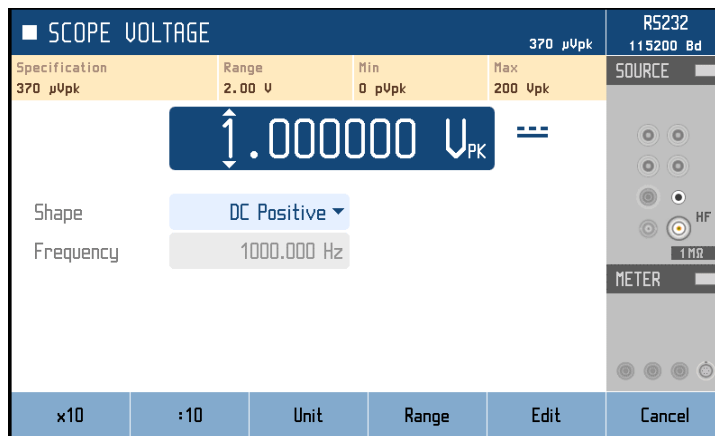 SCOPE VOLTAGE
370 µVpk
RS232
115200 Bd
Specification
370 µVpk
Range
2.00 V
Min
0 pVpk
Max
200 Vpk
SOURCE
1.000000 VPK
Shape
DC Positive
Frequency
1000.000 Hz
HF
1MΩ
METER
x10
:10
Unit
Range
Edit
Cancel